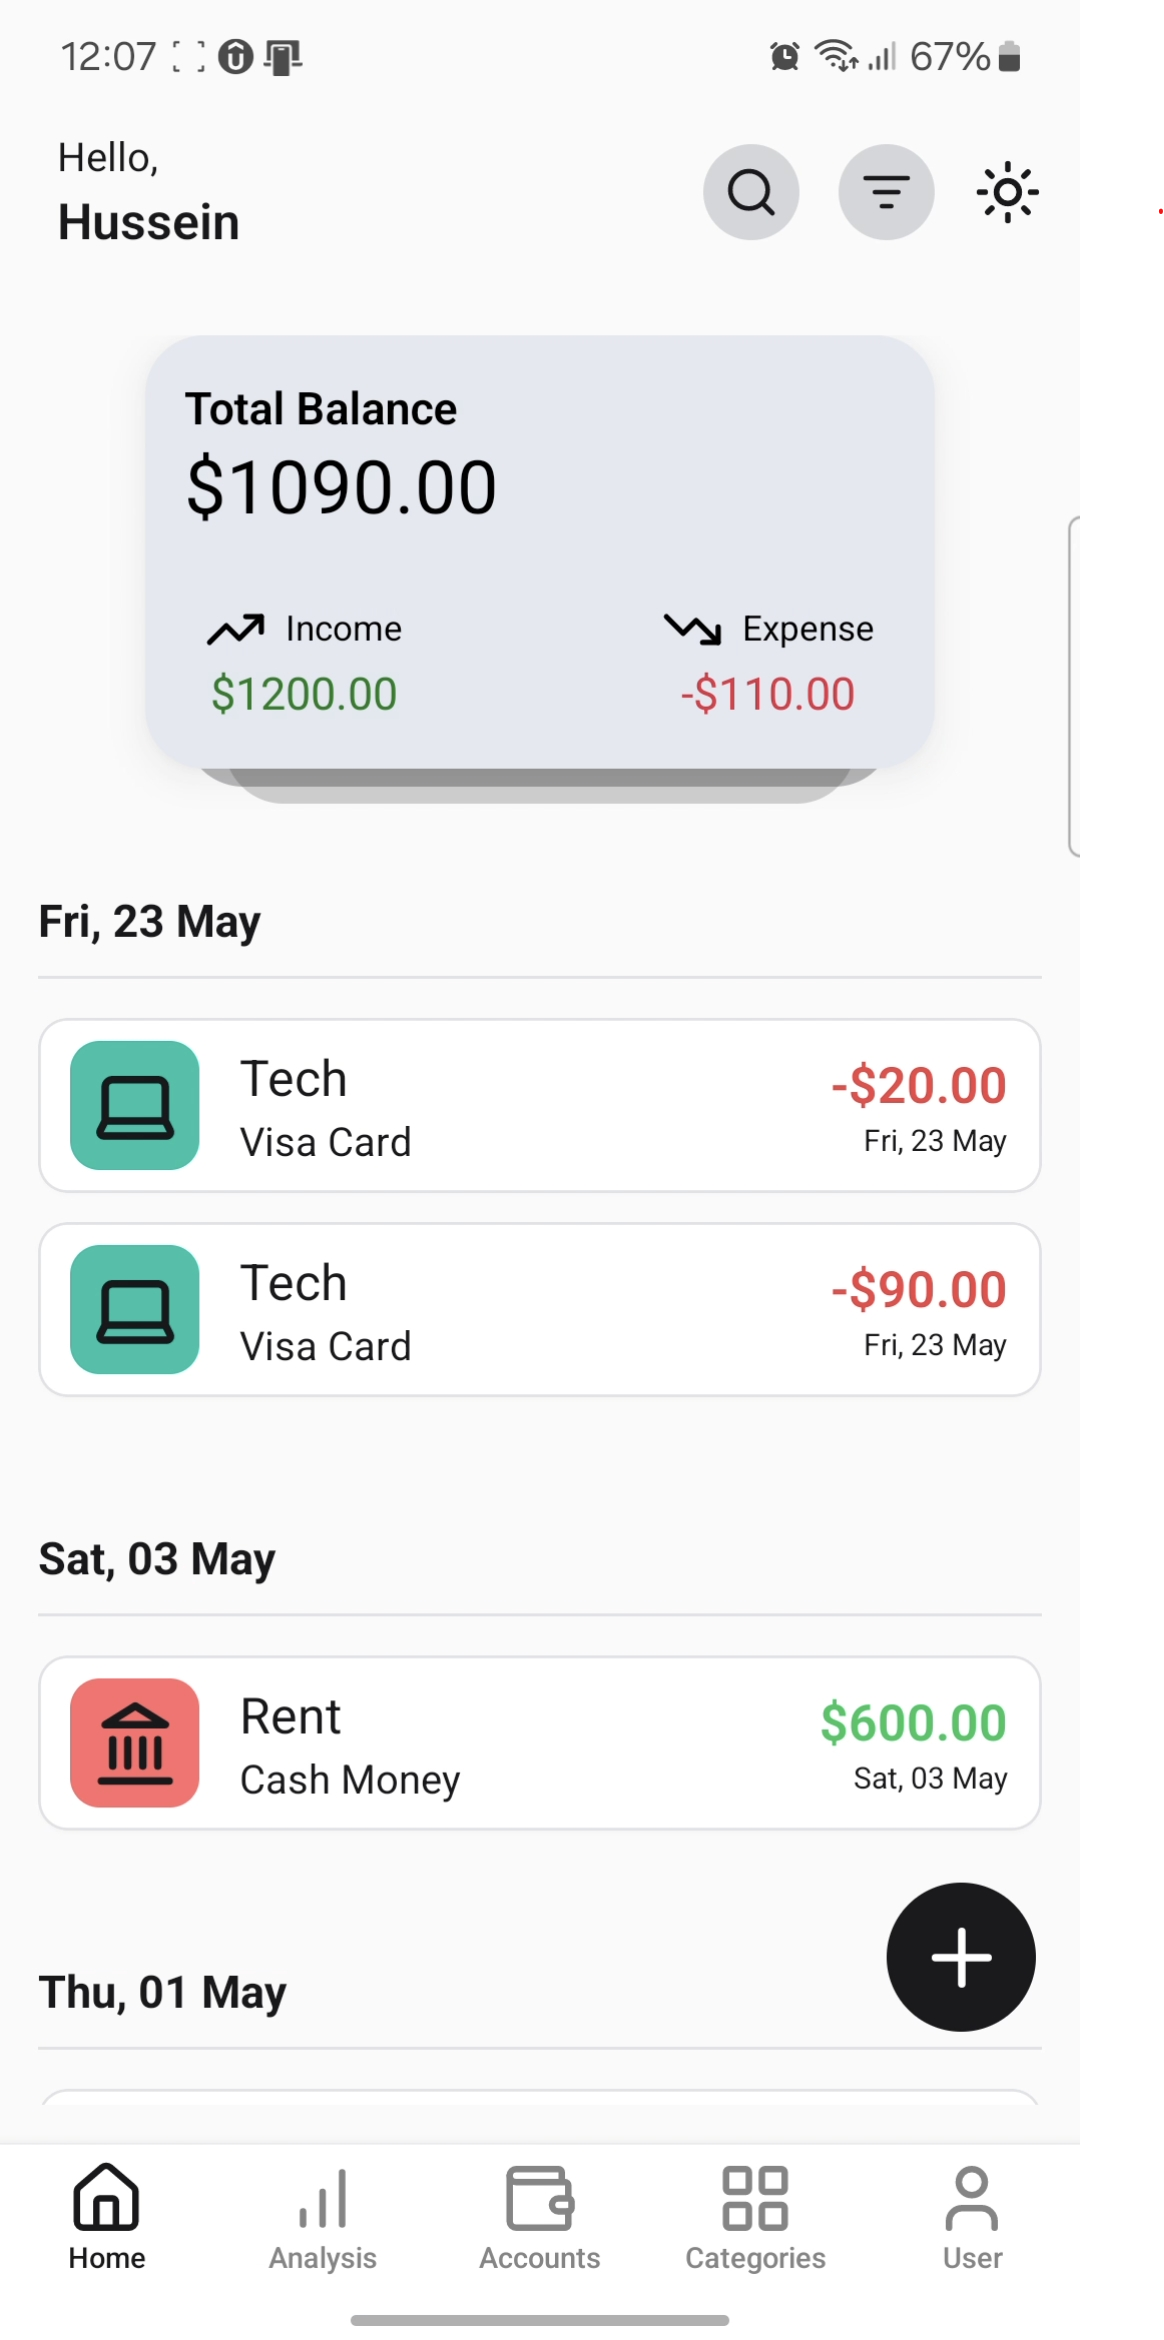 12:07
67%
Hello,
Hussein
Total Balance
$1090.00
Income
Expense
$1200.00
-$110.00
Fri, 23 May
Tech
-$20.00
Visa Card
Fri, 23 May
Tech
-$90.00
Visa Card
Fri, 23 May
Sat, 03 May
Rent
$600.00
Cash Money
Sat, 03 May
Thu, 01 May
Home
Analysis
Accounts
Categories
User